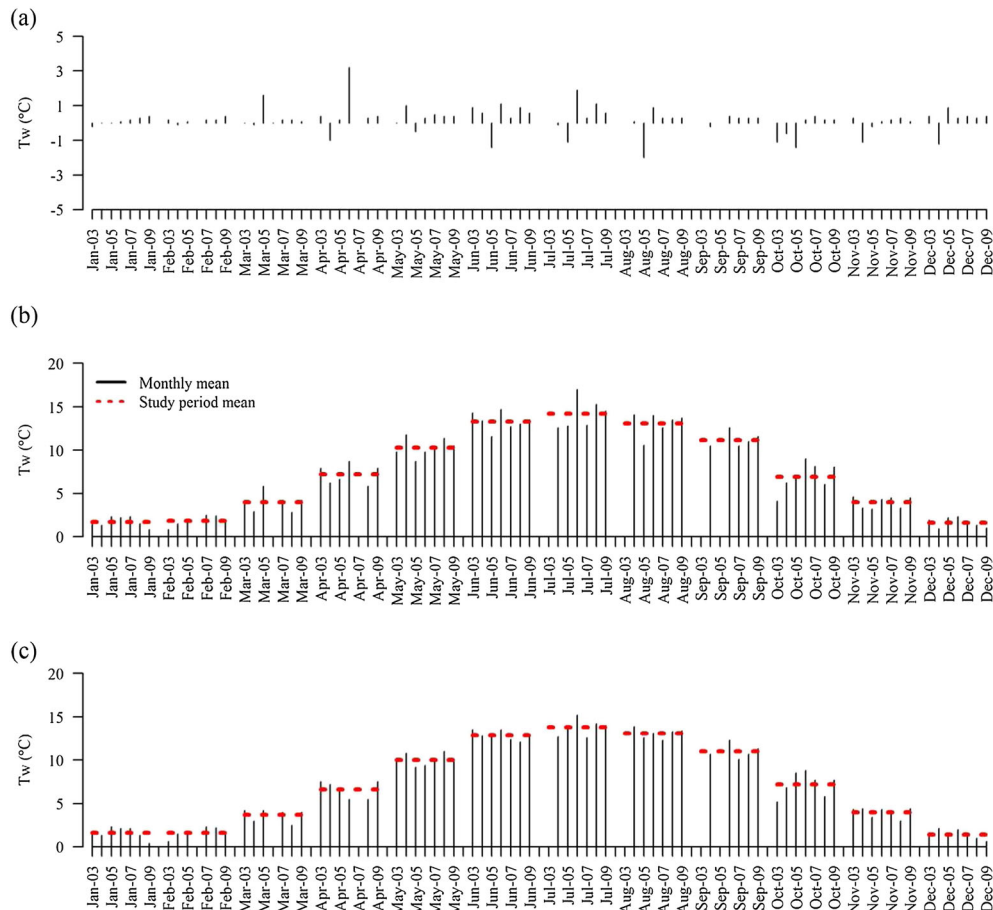 (a)
5
3
1
-1
-3
-5
Tw (°C)
Jan-03 Jan-05 Jan-07 Jan-09 Feb-03 Feb-05 Feb-07 Feb-09 Mar-03 Mar-05 Mar-07 Mar-09 Apr-03 Apr-05 Apr-07 Apr-09 May-03 May-05 May-07 May-09 Jun-03 Jun-05 Jun-07 Jun-09 Jul-03 Jul-05 Jul-07 Jul-09 Aug-03 Aug-05 Aug-07 Aug-09 Sep-03 Sep-05 Sep-07 Sep-09 Oct-03 Oct-05 Oct-07 Oct-09 Nov-03 Nov-05 Nov-07 Nov-09 Dec-03 Dec-05 Dec-07 Dec-09
(b)
20
15
10
5
0
Tw (°C)
Monthly mean
Study period mean
Jan-03 Jan-05 Jan-07 Jan-09 Feb-03 Feb-05 Feb-07 Feb-09 Mar-03 Mar-05 Mar-07 Mar-09 Apr-03 Apr-05 Apr-07 Apr-09 May-03 May-05 May-07 May-09 Jun-03 Jun-05 Jun-07 Jun-09 Jul-03 Jul-05 Jul-07 Jul-09 Aug-03 Aug-05 Aug-07 Aug-09 Sep-03 Sep-05 Sep-07 Sep-09 Oct-03 Oct-05 Oct-07 Oct-09 Nov-03 Nov-05 Nov-07 Nov-09 Dec-03 Dec-05 Dec-07 Dec-09
(c)
20
15
10
5
0
Tw (°C)
Jan-03 Jan-05 Jan-07 Jan-09 Feb-03 Feb-05 Feb-07 Feb-09 Mar-03 Mar-05 Mar-07 Mar-09 Apr-03 Apr-05 Apr-07 Apr-09 May-03 May-05 May-07 May-09 Jun-03 Jun-05 Jun-07 Jun-09 Jul-03 Jul-05 Jul-07 Jul-09 Aug-03 Aug-05 Aug-07 Aug-09 Sep-03 Sep-05 Sep-07 Sep-09 Oct-03 Oct-05 Oct-07 Oct-09 Nov-03 Nov-05 Nov-07 Nov-09 Dec-03 Dec-05 Dec-07 Dec-09